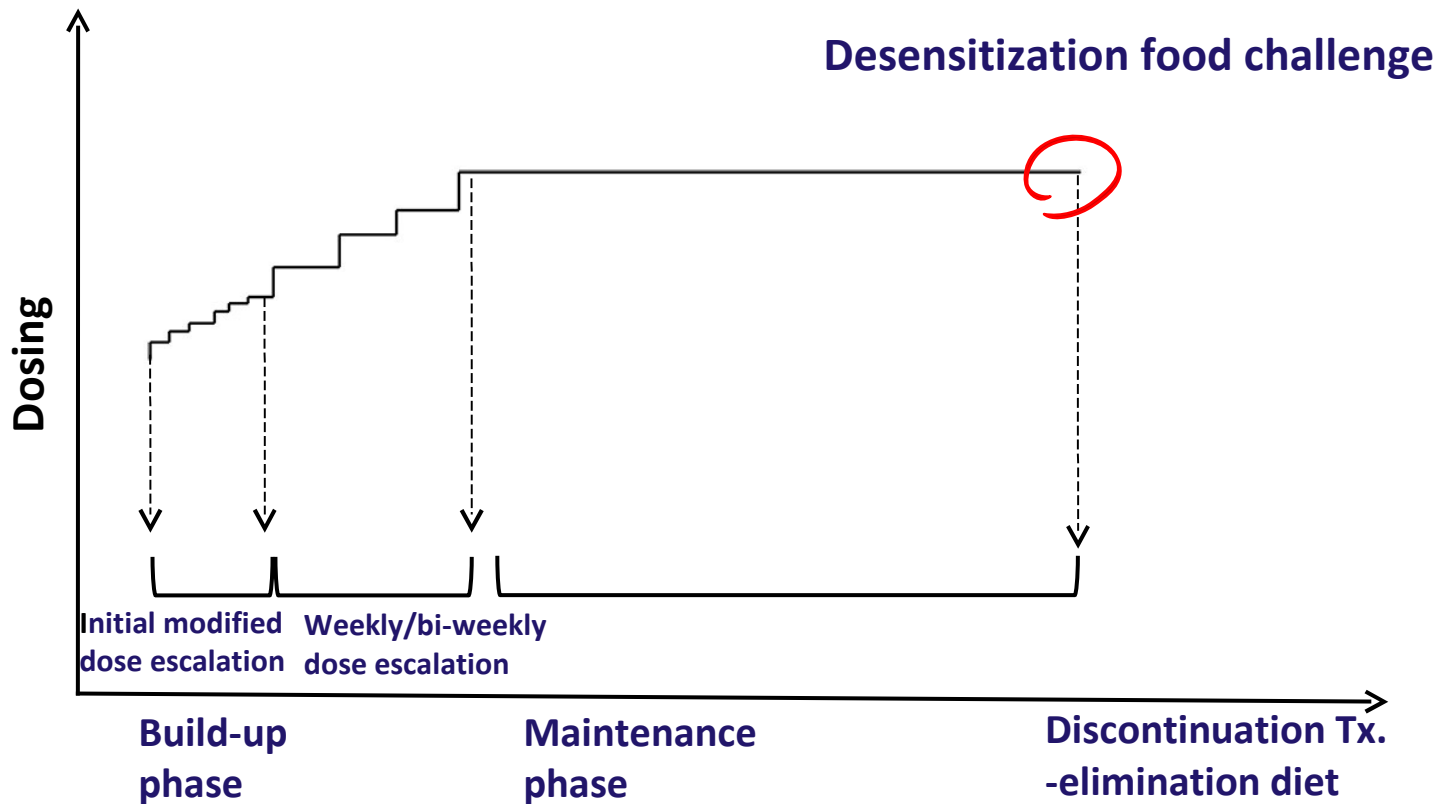 Desensitization food challenge
Dosing
Initial modified
dose escalation
Weekly/bi-weekly
dose escalation
Build-up
phase
Maintenance
phase
Discontinuation Tx.
-elimination diet